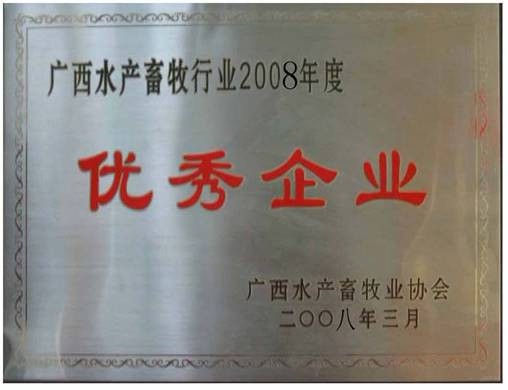 广西水产畜牧行业2008年度
优秀企业
广西水产畜牧业协会
二〇〇八年三月